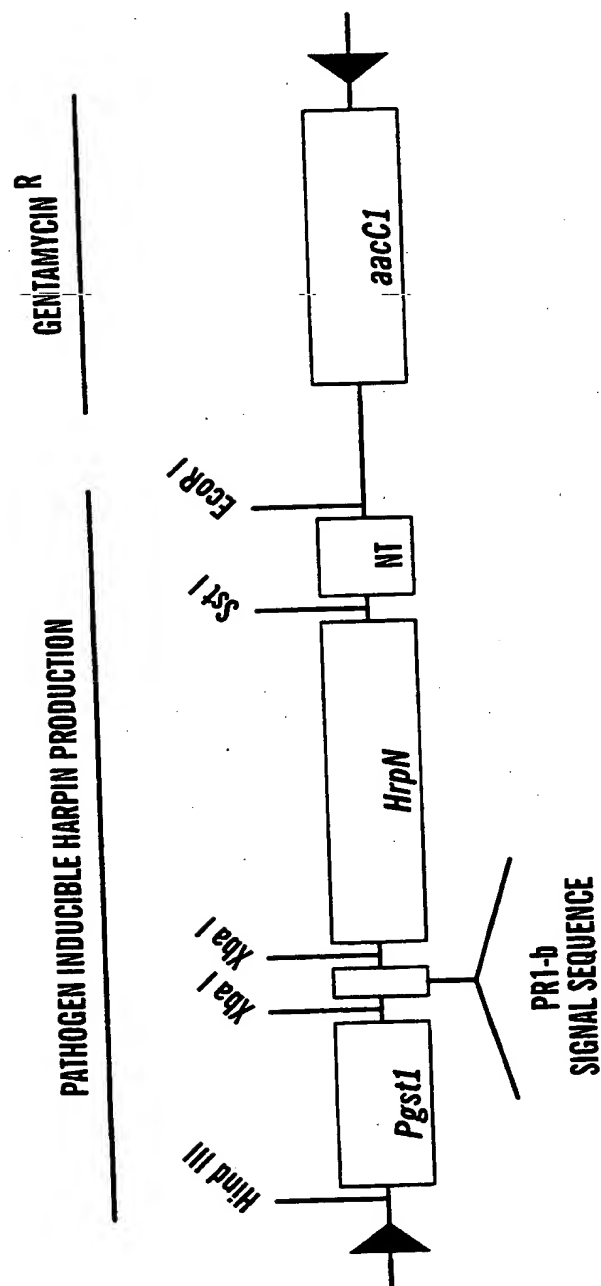 PATHOGEN INDUCIBLE HARPIN PRODUCTION
GENTAMYCIN R
Hind III
Xba I
Xba I
Sst I
EcoR I
Pgst1
HrpN
NT
aacC1
PR1-b
SIGNAL SEQUENCE